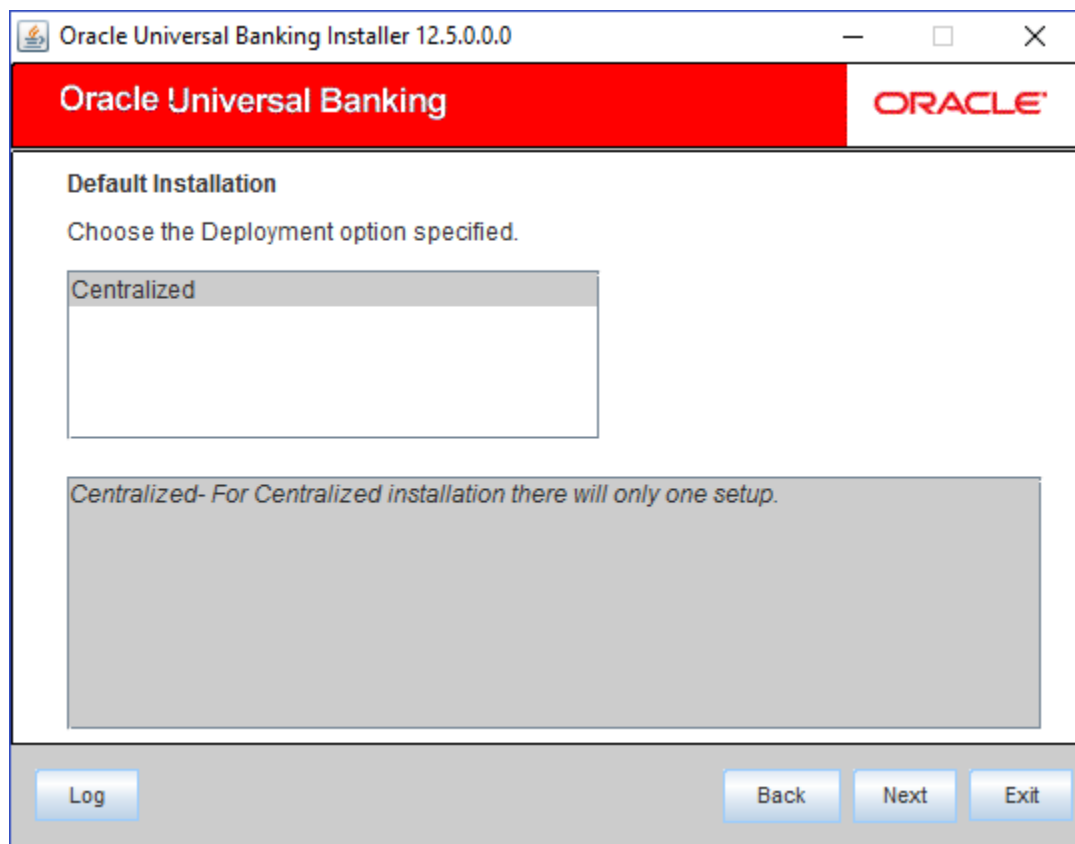 Oracle Universal Banking Installer 12.5.0.0.0
Oracle Universal Banking
ORACLE
Default Installation
Choose the Deployment option specified.
Centralized
Centralized- For Centralized installation there will only one setup.
Log
Back
Next
Exit